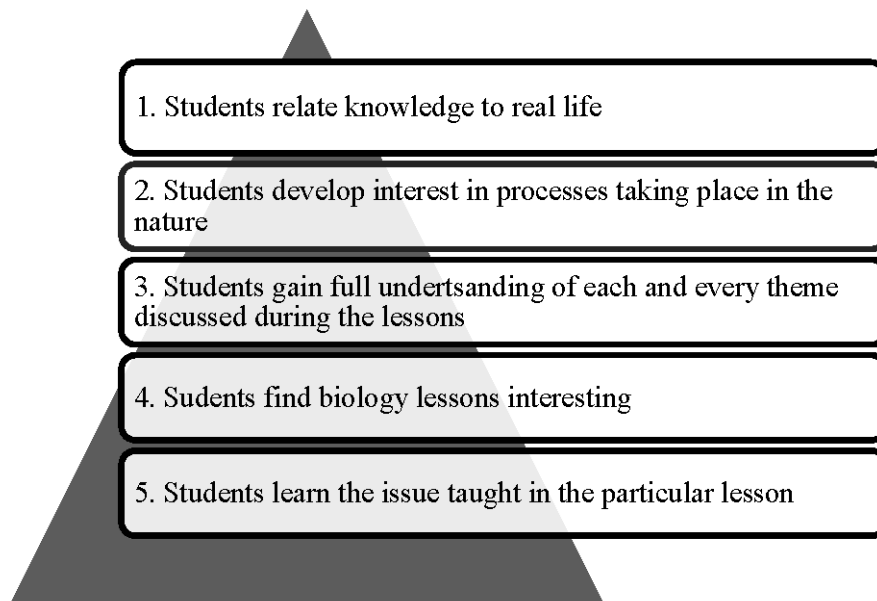 1. Students relate knowledge to real life
2. Students develop interest in processes taking place in the
nature
3. Students gain full undertsanding of each and every theme
discussed during the lessons
4. Sudents find biology lessons interesting
5. Students learn the issue taught in the particular lesson